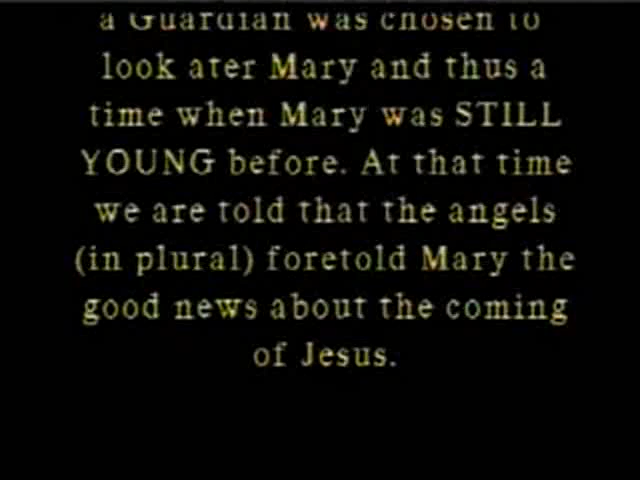 a Guardian was chosen to
look ater Mary and thus a
time when Mary was STILL
YOUNG before. At that time
we are told that the angels
(in plural) foretold Mary the
good news about the coming
of Jesus.